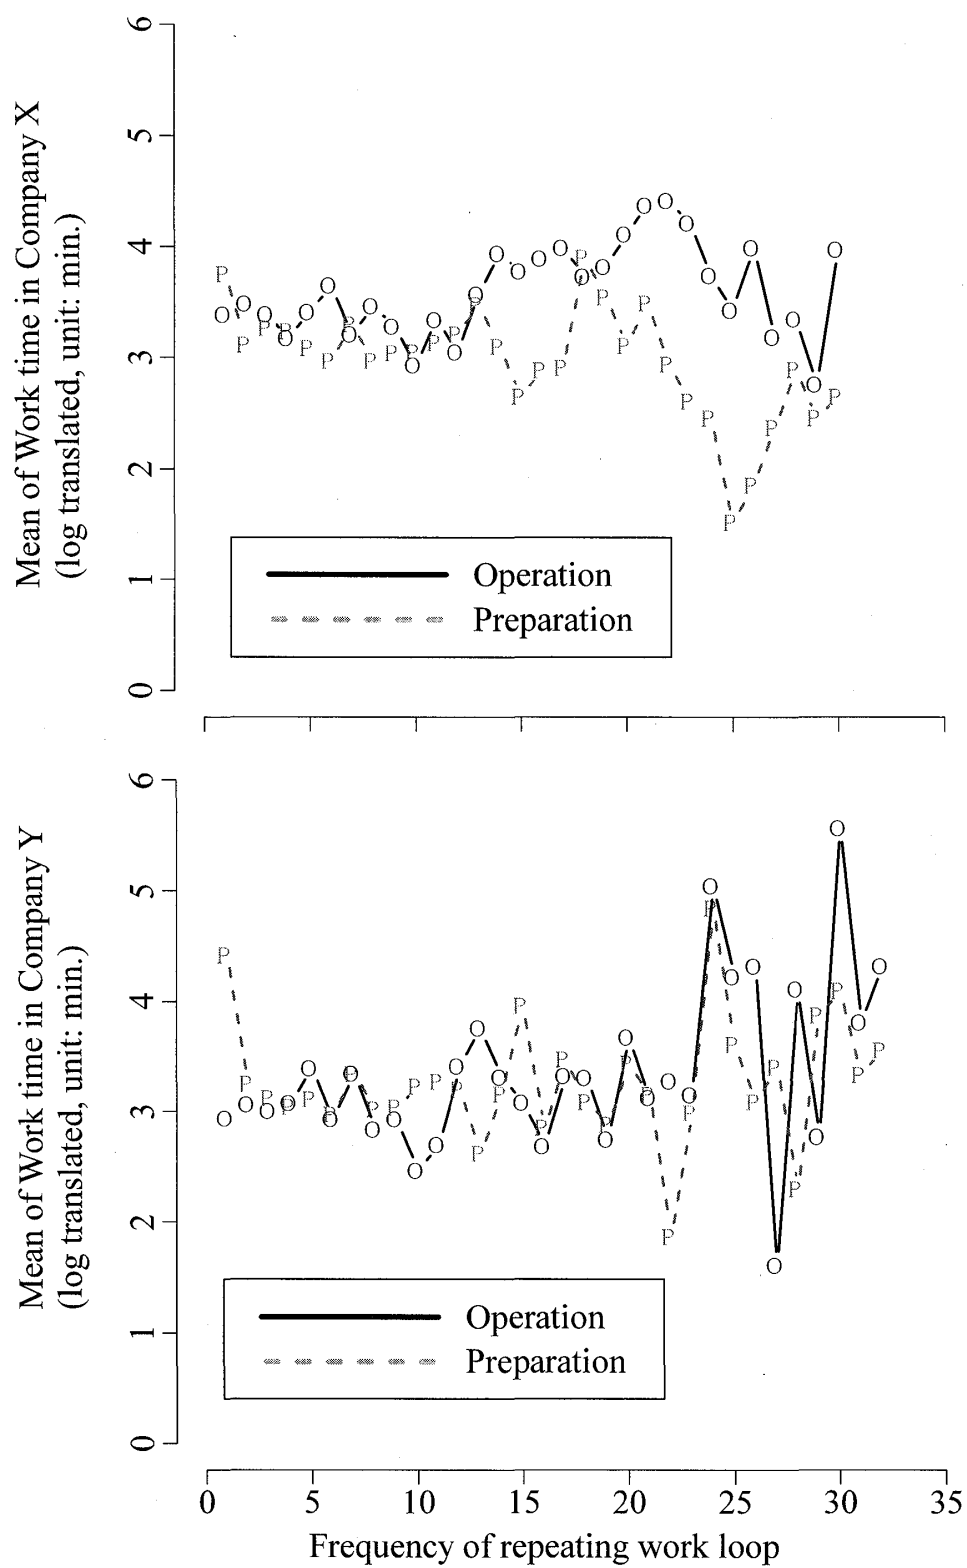 Mean of Work time in Company X
(log translated, unit: min.)
6
5
4
3
2
1
0
Operation
Preparation
Mean of Work time in Company Y
(log translated, unit: min.)
6
5
4
3
2
1
0
Operation
Preparation
0 5 10 15 20 25 30 35
Frequency of repeating work loop